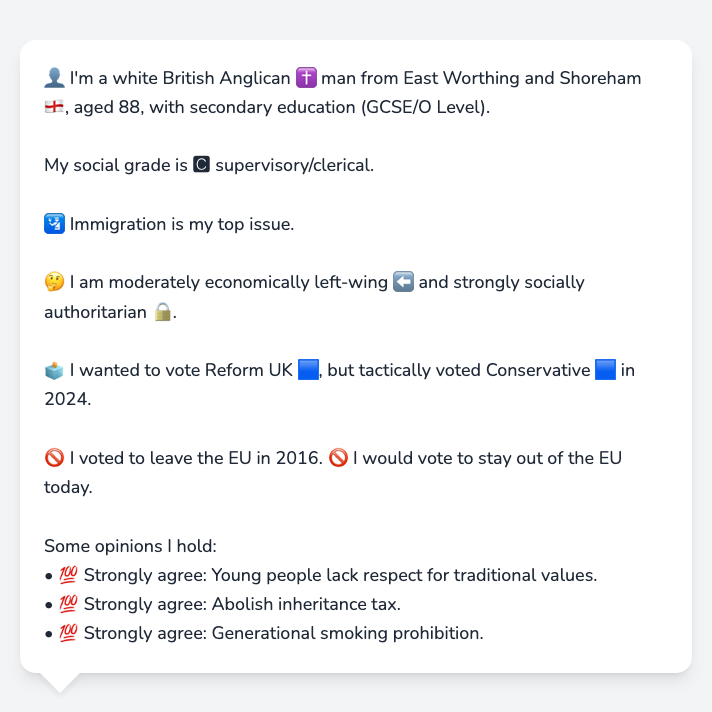 👤 I'm a white British Anglican ✝️ man from East Worthing and Shoreham
🏴󠁧󠁢󠁥󠁮󠁧󠁿, aged 88, with secondary education (GCSE/O Level).
My social grade is 🅲 supervisory/clerical.
🛂 Immigration is my top issue.
🤔 I am moderately economically left-wing ⬅️ and strongly socially
authoritarian 🔒.
🗳️ I wanted to vote Reform UK 🟦, but tactically voted Conservative 🟦 in
2024.
🚫 I voted to leave the EU in 2016. 🚫 I would vote to stay out of the EU
today.
Some opinions I hold:
• 💯 Strongly agree: Young people lack respect for traditional values.
• 💯 Strongly agree: Abolish inheritance tax.
• 💯 Strongly agree: Generational smoking prohibition.